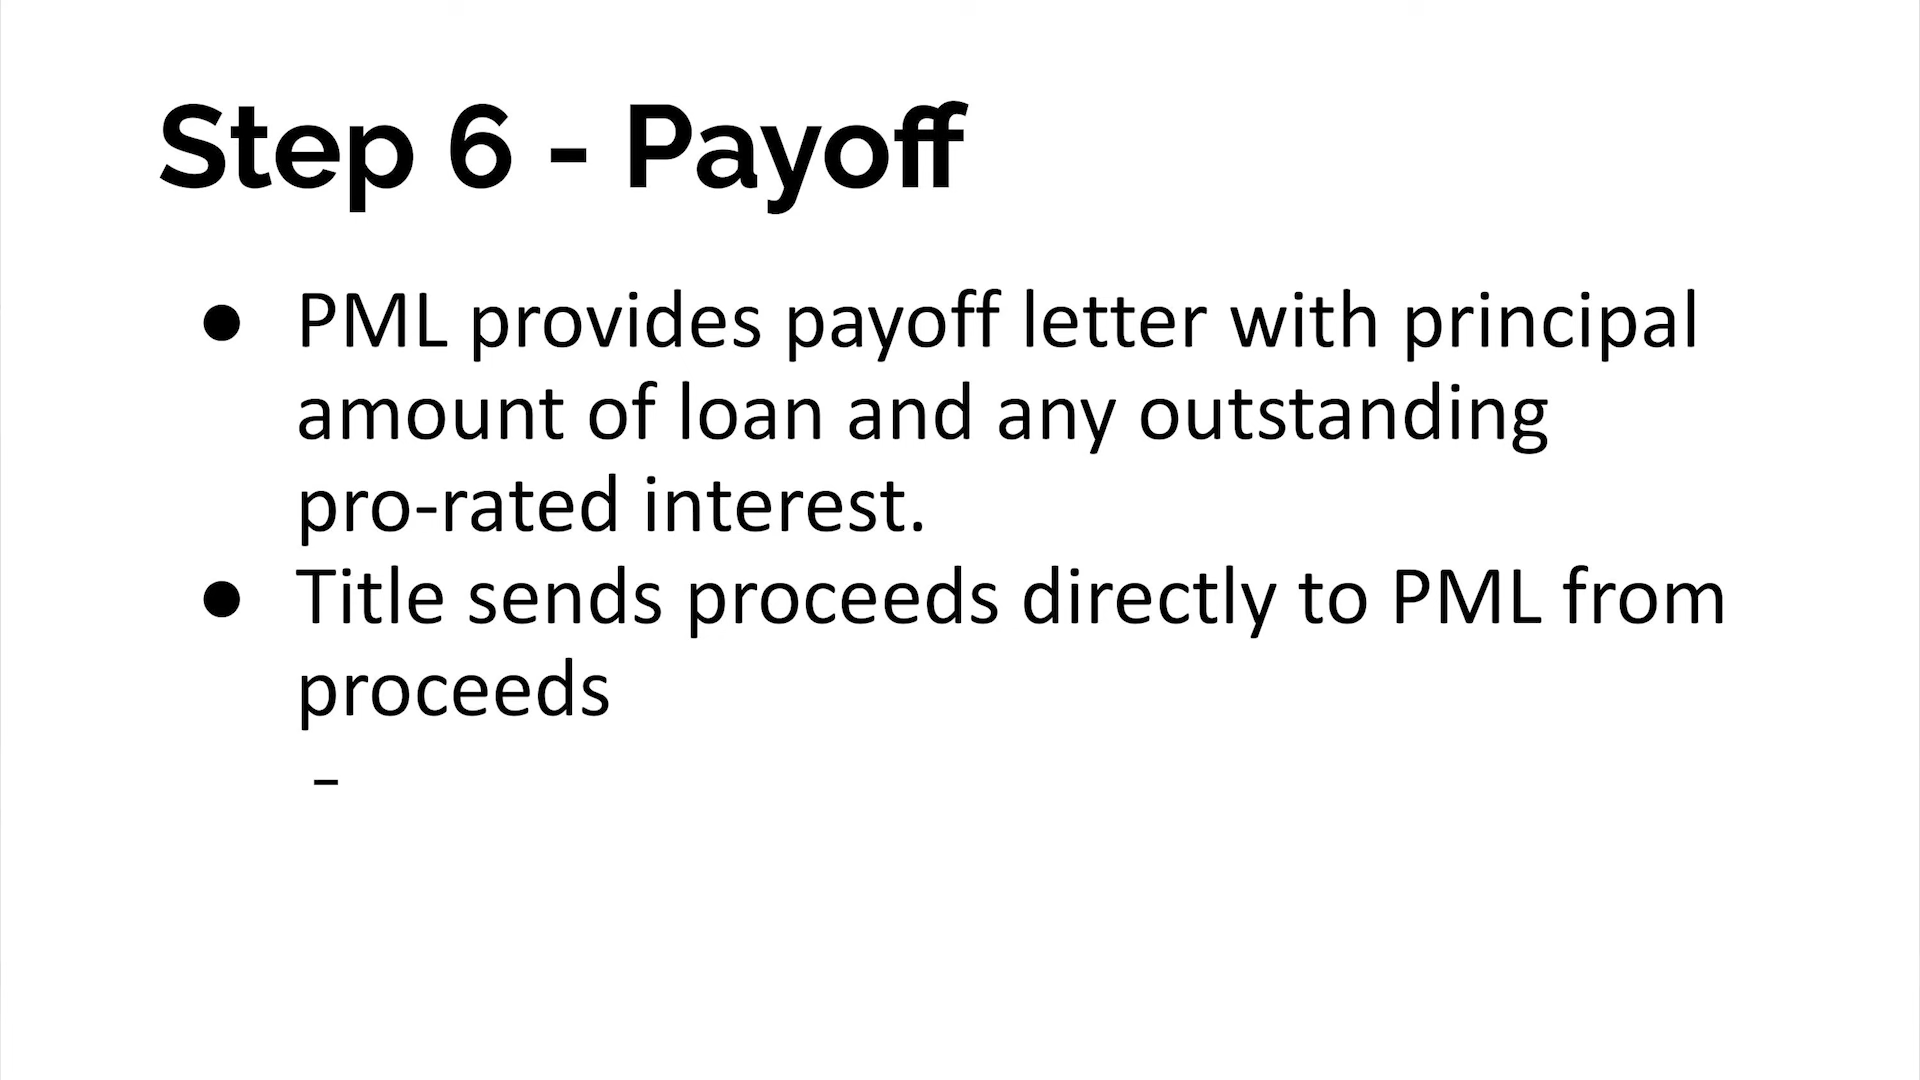 Step 6 - Payoff
● PML provides payoff letter with principal
amount of loan and any outstanding
pro-rated interest.
● Title sends proceeds directly to PML from
proceeds
-